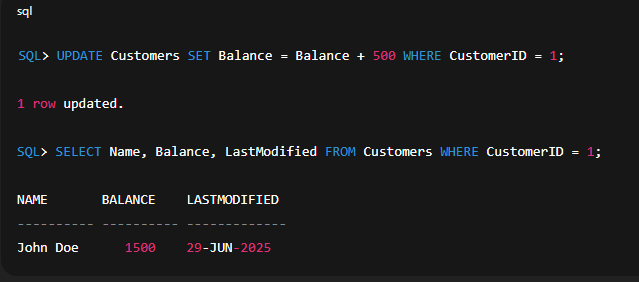 sql
SQL> UPDATE Customers SET Balance = Balance + 500 WHERE CustomerID = 1;
1 row updated.
SQL> SELECT Name, Balance, LastModified FROM Customers WHERE CustomerID = 1;
NAME       BALANCE    LASTMODIFIED
---------- ---------- -------------
John Doe      1500    29-JUN-2025